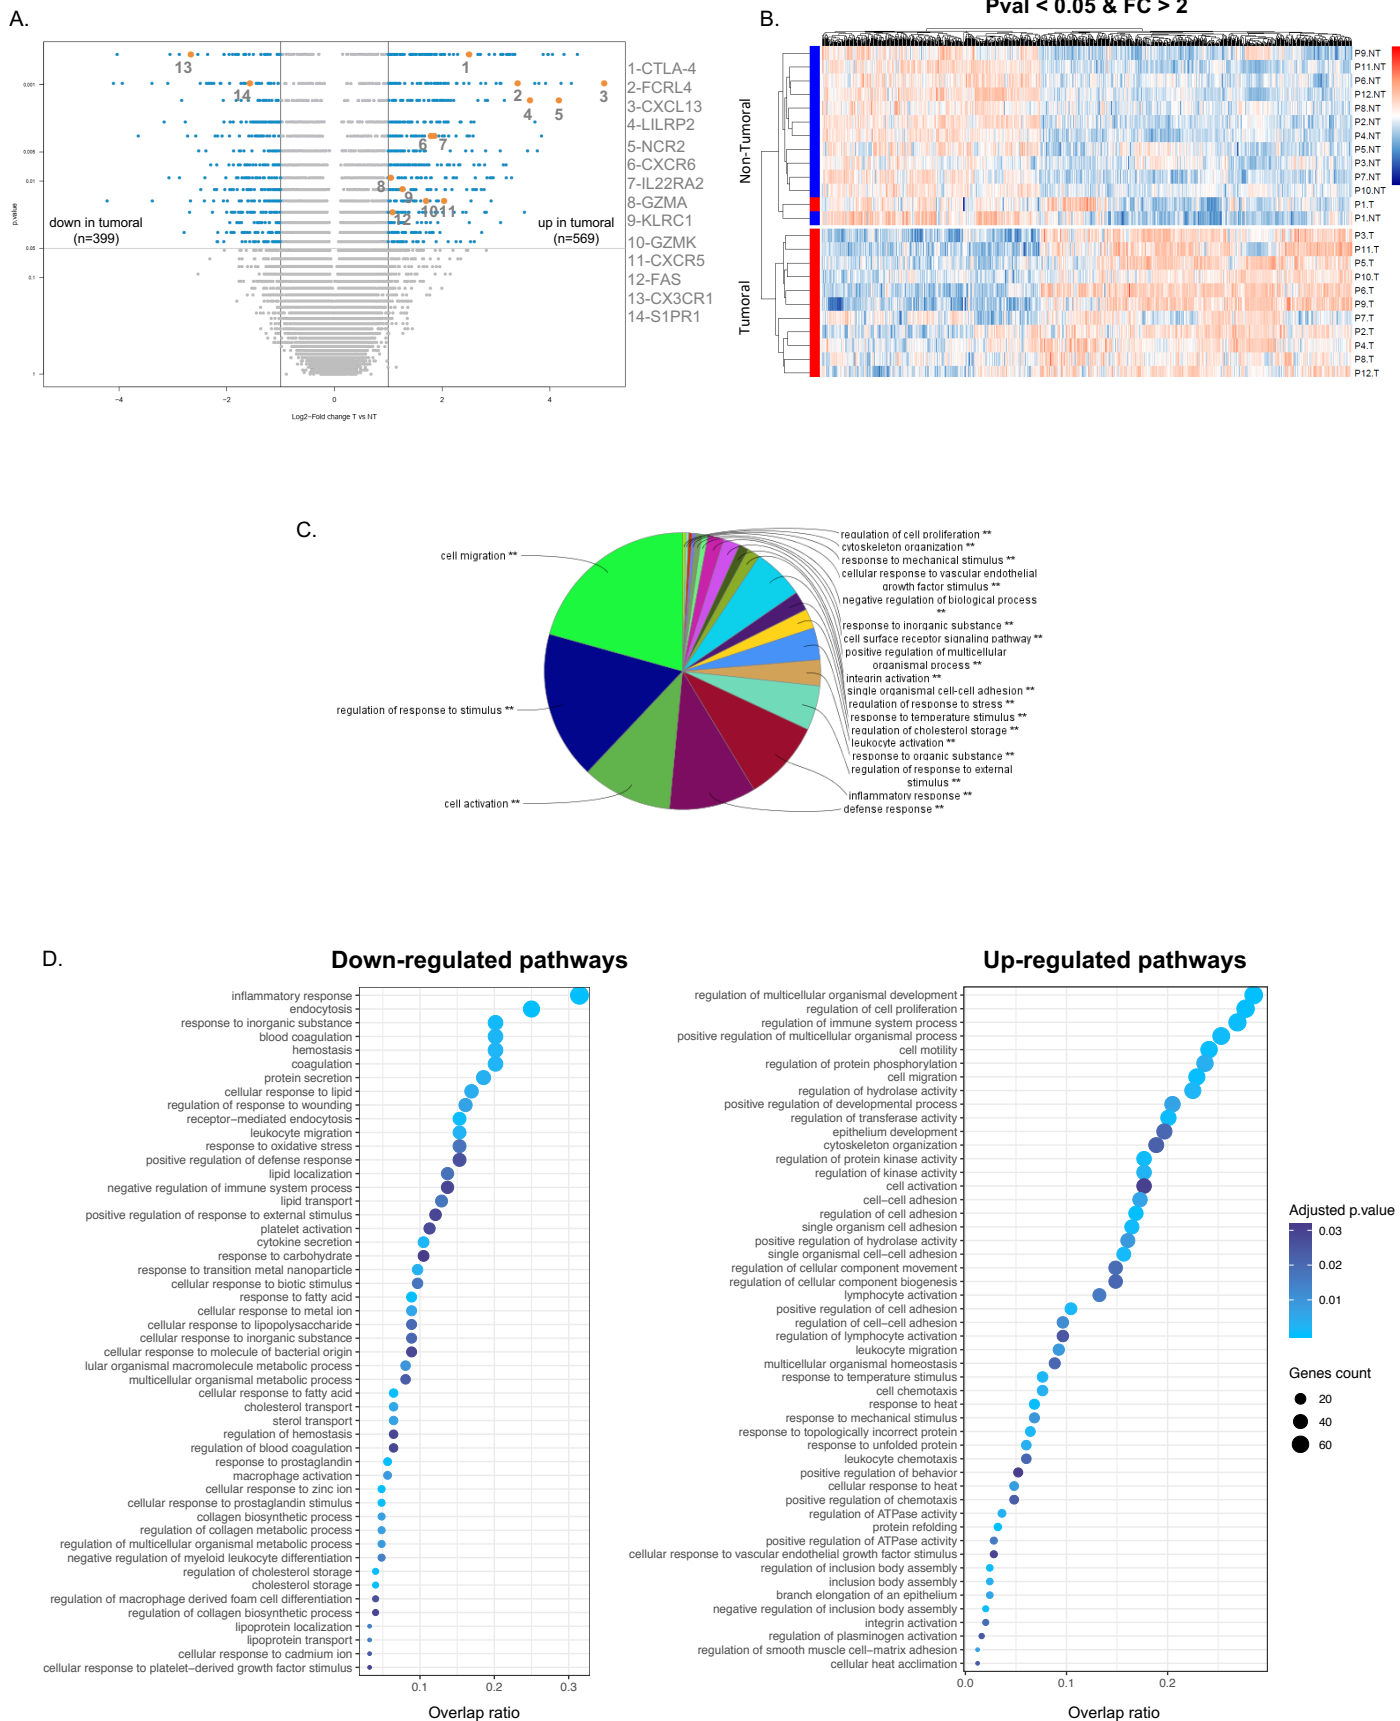 A.
0.001
0.005
0.01
0.05
0.1
1
p.value
−4
−2
0
2
4
Log2−Fold change T vs NT
down in tumoral
(n=399)
up in tumoral
(n=569)
13
1
14
2
3
4
5
6
7
8
9
10
11
12
1-CTLA-4
2-FCRL4
3-CXCL13
4-LILRP2
5-NCR2
6-CXCR6
7-IL22RA2
8-GZMA
9-KLRC1
10-GZMK
11-CXCR5
12-FAS
13-CX3CR1
14-S1PR1
B.
Pval < 0.05 & FC > 2
Non-Tumoral
Tumoral
P9.NT
P11.NT
P6.NT
P12.NT
P8.NT
P2.NT
P4.NT
P5.NT
P3.NT
P7.NT
P10.NT
P1.T
P1.NT
P3.T
P11.T
P5.T
P10.T
P6.T
P9.T
P7.T
P2.T
P4.T
P8.T
P12.T
C.
cell migration **
regulation of response to stimulus **
cell activation **
regulation of cell proliferation **
cytoskeleton organization **
response to mechanical stimulus **
cellular response to vascular endothelial
growth factor stimulus **
negative regulation of biological process
**
response to inorganic substance **
cell surface receptor signaling pathway **
positive regulation of multicellular
organismal process **
integrin activation **
single organismal cell-cell adhesion **
regulation of response to stress **
response to temperature stimulus **
regulation of cholesterol storage **
leukocyte activation **
response to organic substance **
regulation of response to external
stimulus **
inflammatory response **
defense response **
D.
Down-regulated pathways
inflammatory response
endocytosis
response to inorganic substance
blood coagulation
hemostasis
coagulation
protein secretion
cellular response to lipid
regulation of response to wounding
receptor−mediated endocytosis
leukocyte migration
response to oxidative stress
positive regulation of defense response
lipid localization
negative regulation of immune system process
lipid transport
positive regulation of response to external stimulus
platelet activation
cytokine secretion
response to carbohydrate
response to transition metal nanoparticle
cellular response to biotic stimulus
response to fatty acid
cellular response to metal ion
cellular response to lipopolysaccharide
cellular response to inorganic substance
cellular response to molecule of bacterial origin
lular organismal macromolecule metabolic process
multicellular organismal metabolic process
cellular response to fatty acid
cholesterol transport
sterol transport
regulation of hemostasis
regulation of blood coagulation
response to prostaglandin
macrophage activation
cellular response to zinc ion
cellular response to prostaglandin stimulus
collagen biosynthetic process
regulation of collagen metabolic process
regulation of multicellular organismal metabolic process
negative regulation of myeloid leukocyte differentiation
regulation of cholesterol storage
cholesterol storage
regulation of macrophage derived foam cell differentiation
regulation of collagen biosynthetic process
lipoprotein localization
lipoprotein transport
cellular response to cadmium ion
cellular response to platelet−derived growth factor stimulus
0.1
0.2
0.3
Overlap ratio
Up-regulated pathways
regulation of multicellular organismal development
regulation of cell proliferation
regulation of immune system process
positive regulation of multicellular organismal process
cell motility
regulation of protein phosphorylation
cell migration
regulation of hydrolase activity
positive regulation of developmental process
regulation of transferase activity
epithelium development
cytoskeleton organization
regulation of protein kinase activity
regulation of kinase activity
cell activation
cell−cell adhesion
regulation of cell adhesion
single organism cell adhesion
positive regulation of hydrolase activity
single organismal cell−cell adhesion
regulation of cellular component movement
regulation of cellular component biogenesis
lymphocyte activation
positive regulation of cell adhesion
regulation of cell−cell adhesion
regulation of lymphocyte activation
leukocyte migration
multicellular organismal homeostasis
response to temperature stimulus
cell chemotaxis
response to heat
response to mechanical stimulus
response to topologically incorrect protein
response to unfolded protein
leukocyte chemotaxis
positive regulation of behavior
cellular response to heat
positive regulation of chemotaxis
regulation of ATPase activity
protein refolding
positive regulation of ATPase activity
cellular response to vascular endothelial growth factor stimulus
regulation of inclusion body assembly
inclusion body assembly
branch elongation of an epithelium
negative regulation of inclusion body assembly
integrin activation
regulation of plasminogen activation
regulation of smooth muscle cell−matrix adhesion
cellular heat acclimation
0.0
0.1
0.2
Overlap ratio
Adjusted p.value
0.03
0.02
0.01
Genes count
20
40
60